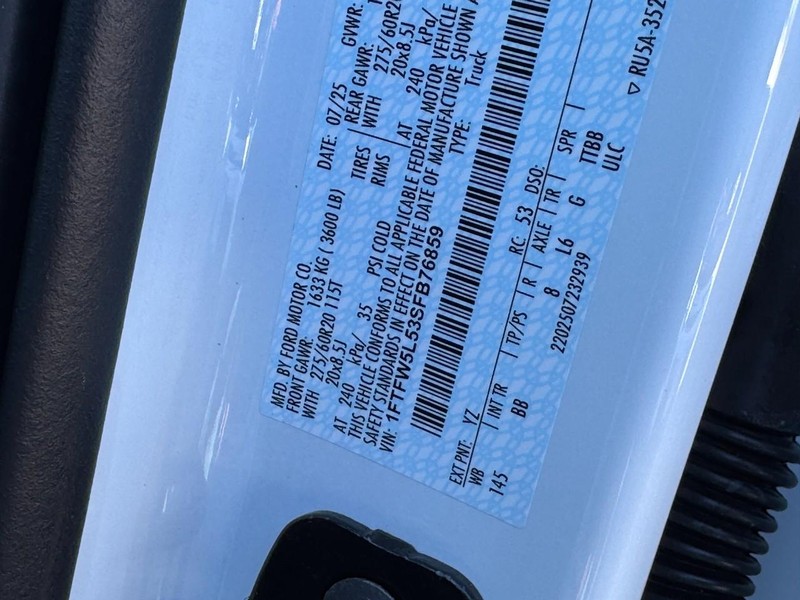 MFD. BY FORD MOTOR CO.
DATE: 07/25 GVWR:
FRONT GAWR: 1633 KG ( 3600 LB) REAR GAWR:
WITH 275/60R20 115T TIRES WITH 275/60R20
20x8.5J RIMS 20x8.5J
AT 240 kPa/ 35 PSI COLD AT 240 kPa/
THIS VEHICLE CONFORMS TO ALL APPLICABLE FEDERAL MOTOR VEHICLE
SAFETY STANDARDS IN EFFECT ON THE DATE OF MANUFACTURE SHOWN
VIN: 1FTFW5L53SFB76859 TYPE: Truck
EXT PNT: YZ RC: 53 DSO:
WB INT TR TP/PS R AXLE TR SPR
145 BB 8 L6 G TTBB
2202507232939 ULC
▽ RU5A-352